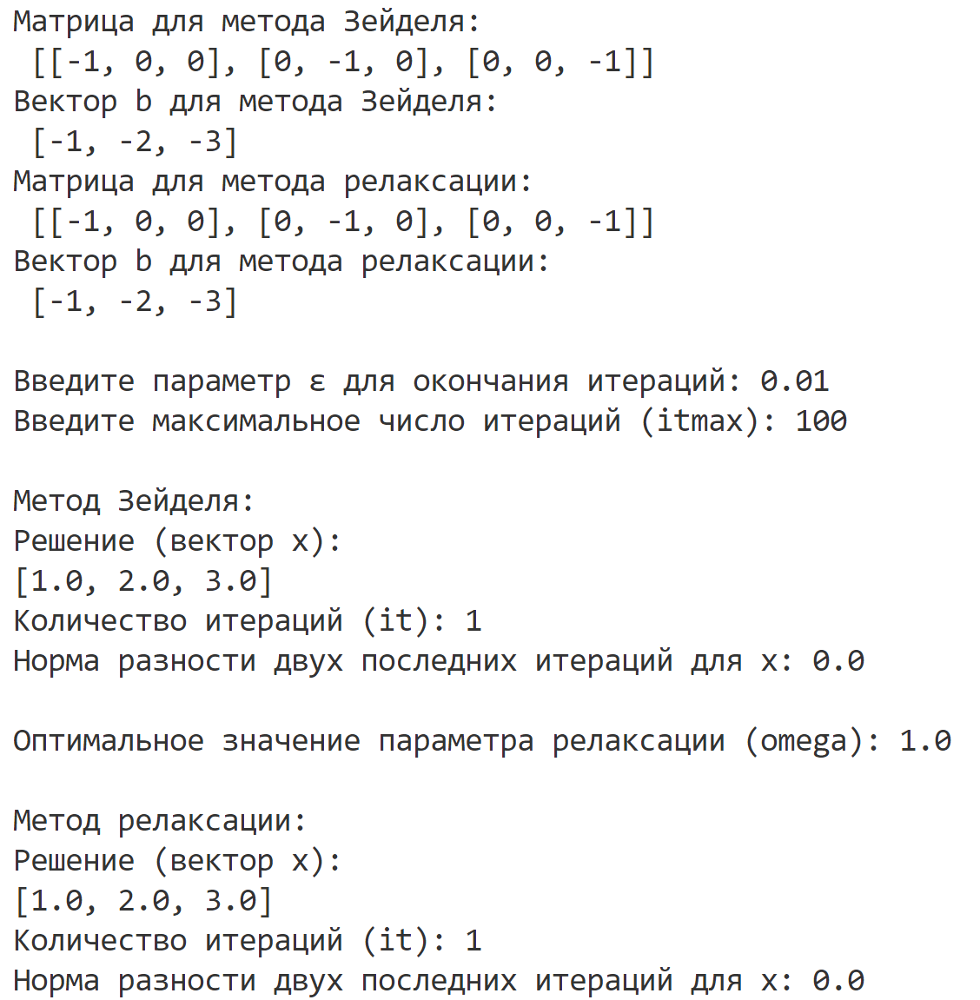 Матрица для метода Зейделя:
[[-1, 0, 0], [0, -1, 0], [0, 0, -1]]
Вектор b для метода Зейделя:
[-1, -2, -3]
Матрица для метода релаксации:
[[-1, 0, 0], [0, -1, 0], [0, 0, -1]]
Вектор b для метода релаксации:
[-1, -2, -3]
Введите параметр ε для окончания итераций: 0.01
Введите максимальное число итераций (itmax): 100
Метод Зейделя:
Решение (вектор x):
[1.0, 2.0, 3.0]
Количество итераций (it): 1
Норма разности двух последних итераций для x: 0.0
Оптимальное значение параметра релаксации (omega): 1.0
Метод релаксации:
Решение (вектор x):
[1.0, 2.0, 3.0]
Количество итераций (it): 1
Норма разности двух последних итераций для x: 0.0